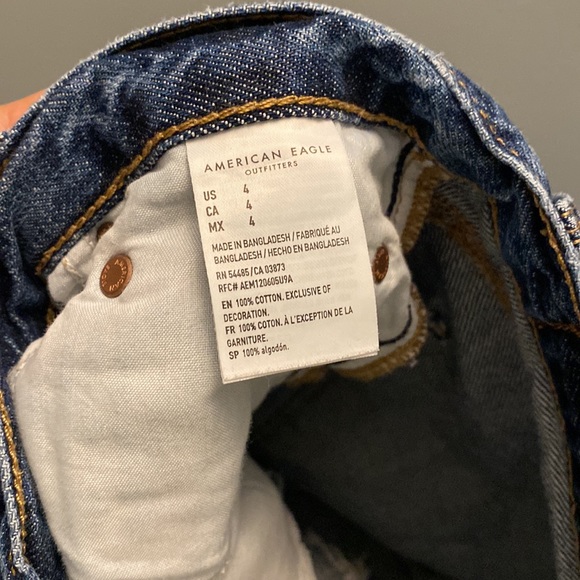 AMERICAN EAGLE
OUTFITTERS
US 4
CA 4
MX 4
MADE IN BANGLADESH / FABRIQUÉ AU
BANGLADESH / HECHO EN BANGLADESH
RN 54485 / CA 03873
RFC# AEM120605U9A
EN 100% COTTON. EXCLUSIVE OF
DECORATION.
FR 100% COTON. À L'EXCEPTION DE LA
GARNITURE.
SP 100% algodón.